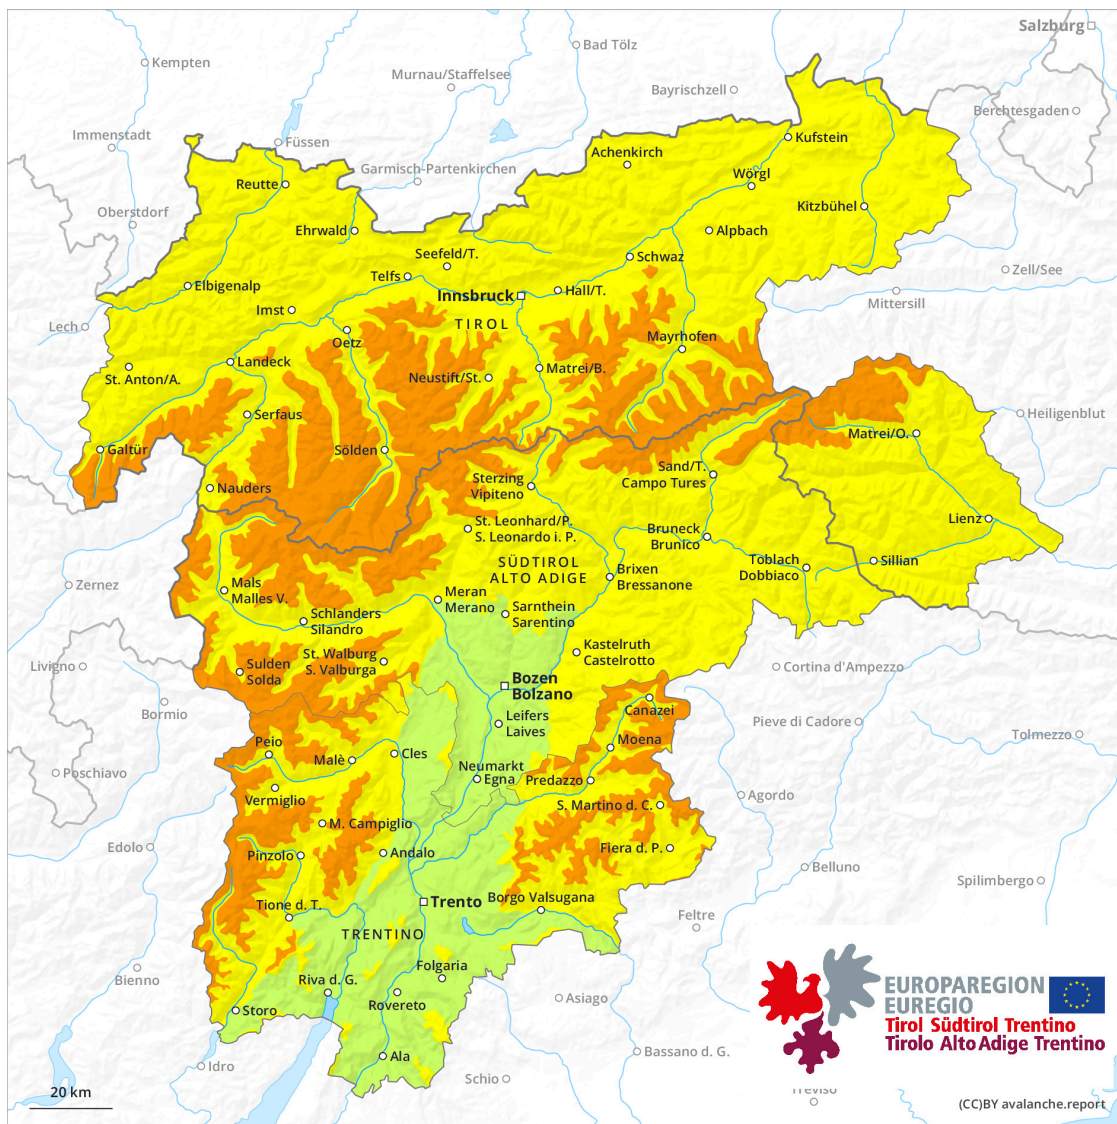 Salzburg
Bad Tölz
Kempten
Murnau/Staffelsee
Bayrischzell
Berchtesgaden
Immenstadt
Füssen
Kufstein
Achenkirch
Garmisch-Partenkirchen
Wörgl
Reutte
Oberstdorf
Kitzbühel
Ehrwald
Alpbach
Seefeld/T.
Schwaz
Zell/See
Telfs
Elbigenalp
Hall/T.
Innsbruck
Mittersill
Imst
Lech
TIROL
Oetz
Mayrhofen
Landeck
Matrei/B.
St. Anton/A.
Neustift/St.
Serfaus
Heiligenblut
Matrei/O.
Galtür
Sölden
Sand/T.
Campo Tures
Sterzing
Vipiteno
Nauders
Lienz
St. Leonhard/P.
S. Leonardo i. P.
Bruneck
Brunico
SÜDTIROL
ALTO ADIGE
Toblach
Dobbiaco
Sillian
Brixen
Bressanone
Zernez
Mals
Malles V.
Meran
Merano
Sarnthein
Sarentino
Schlanders
Silandro
Kastelruth
Castelrotto
St. Walburg
S. Valburga
Livigno
Sulden
Solda
Cortina d'Ampezzo
Bozen
Bolzano
Bormio
Canazei
Leifers
Laives
Pieve di Cadore
Tolmezzo
Moena
Peio
Cles
Malè
Poschiavo
Neumarkt
Egna
Predazzo
Vermiglio
Agordo
S. Martino d. C.
M. Campiglio
Edolo
Andalo
Fiera d. P.
Pinzolo
Belluno
Spilimbergo
Trento
Borgo Valsugana
Tione d. T.
Feltre
TRENTINO
Folgaria
Bienno
Riva d. G.
Rovereto
Asiago
Storo
EUROPAREGION
EUREGIO
Tirol Südtirol Trentino
Tirolo Alto Adige Trentino
Ala
Bassano d. G.
Idro
Schio
Treviso
20 km
(CC)BY avalanche.report